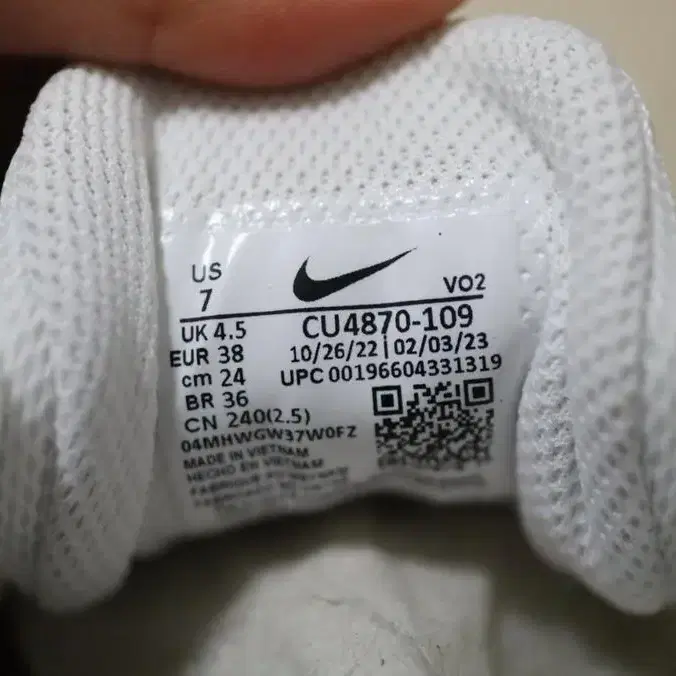 US
7
VO2
UK 4.5
CU4870-109
EUR 38
10/26/22 | 02/03/23
cm 24
UPC 00196604331319
BR 36
CN 240(2.5)
04MHWGW37W0FZ
MADE IN VIETNAM
HECHO EN VIETNAM